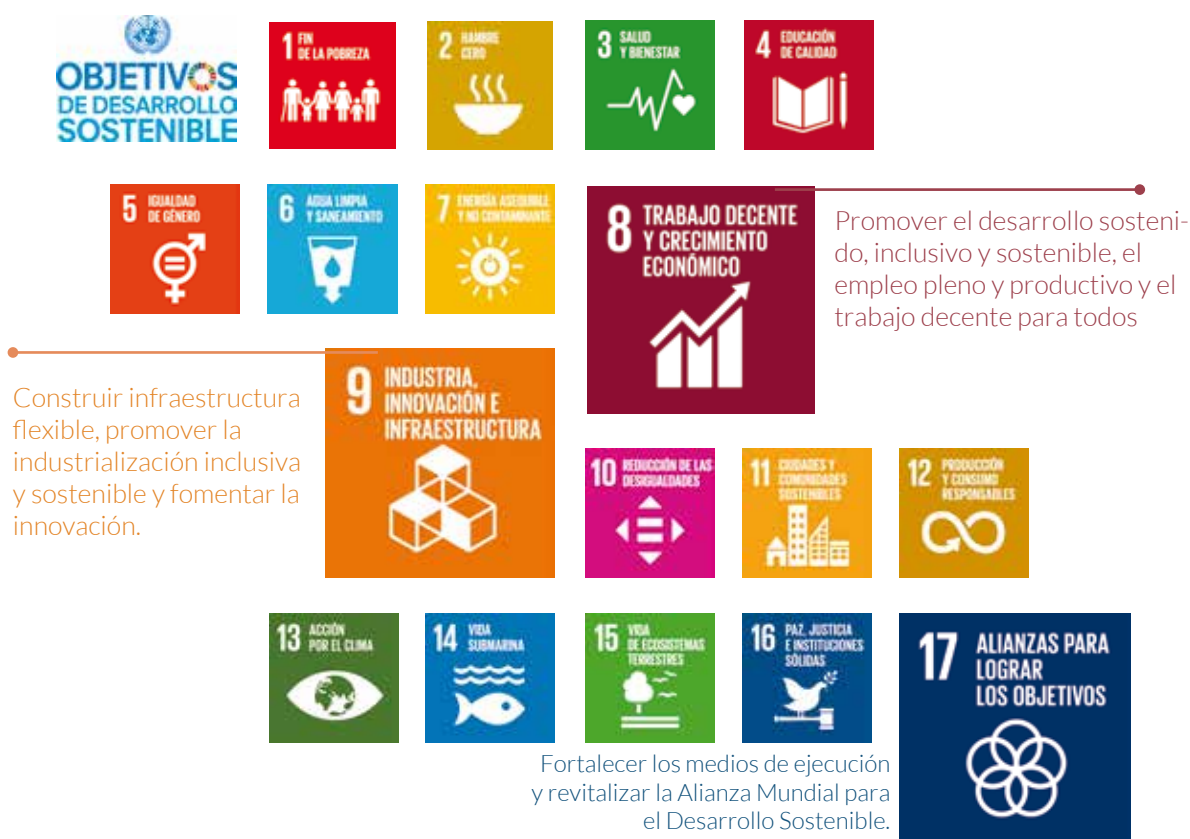 OBJETIVOS
DE DESARROLLO
SOSTENIBLE
1 FIN
DE LA POBREZA
2 HAMBRE
CERO
3 SALUD
Y BIENESTAR
4 EDUCACIÓN
DE CALIDAD
5 IGUALDAD
DE GÉNERO
6 AGUA LIMPIA
Y SANEAMIENTO
7 ENERGÍA ASEQUIBLE
Y NO CONTAMINANTE
8 TRABAJO DECENTE
Y CRECIMIENTO
ECONÓMICO
Promover el desarrollo sosteni-
do, inclusivo y sostenible, el
empleo pleno y productivo y el
trabajo decente para todos
9 INDUSTRIA,
INNOVACIÓN E
INFRAESTRUCTURA
Construir infraestructura
flexible, promover la
industrialización inclusiva
y sostenible y fomentar la
innovación.
10 REDUCCIÓN DE LAS
DESIGUALDADES
11 CIUDADES Y
COMUNIDADES
SOSTENIBLES
12 PRODUCCIÓN
Y CONSUMO
RESPONSABLES
13 ACCIÓN
POR EL CLIMA
14 VIDA
SUBMARINA
15 VIDA
DE ECOSISTEMAS
TERRESTRES
16 PAZ, JUSTICIA
E INSTITUCIONES
SÓLIDAS
17 ALIANZAS PARA
LOGRAR
LOS OBJETIVOS
Fortalecer los medios de ejecución
y revitalizar la Alianza Mundial para
el Desarrollo Sostenible.